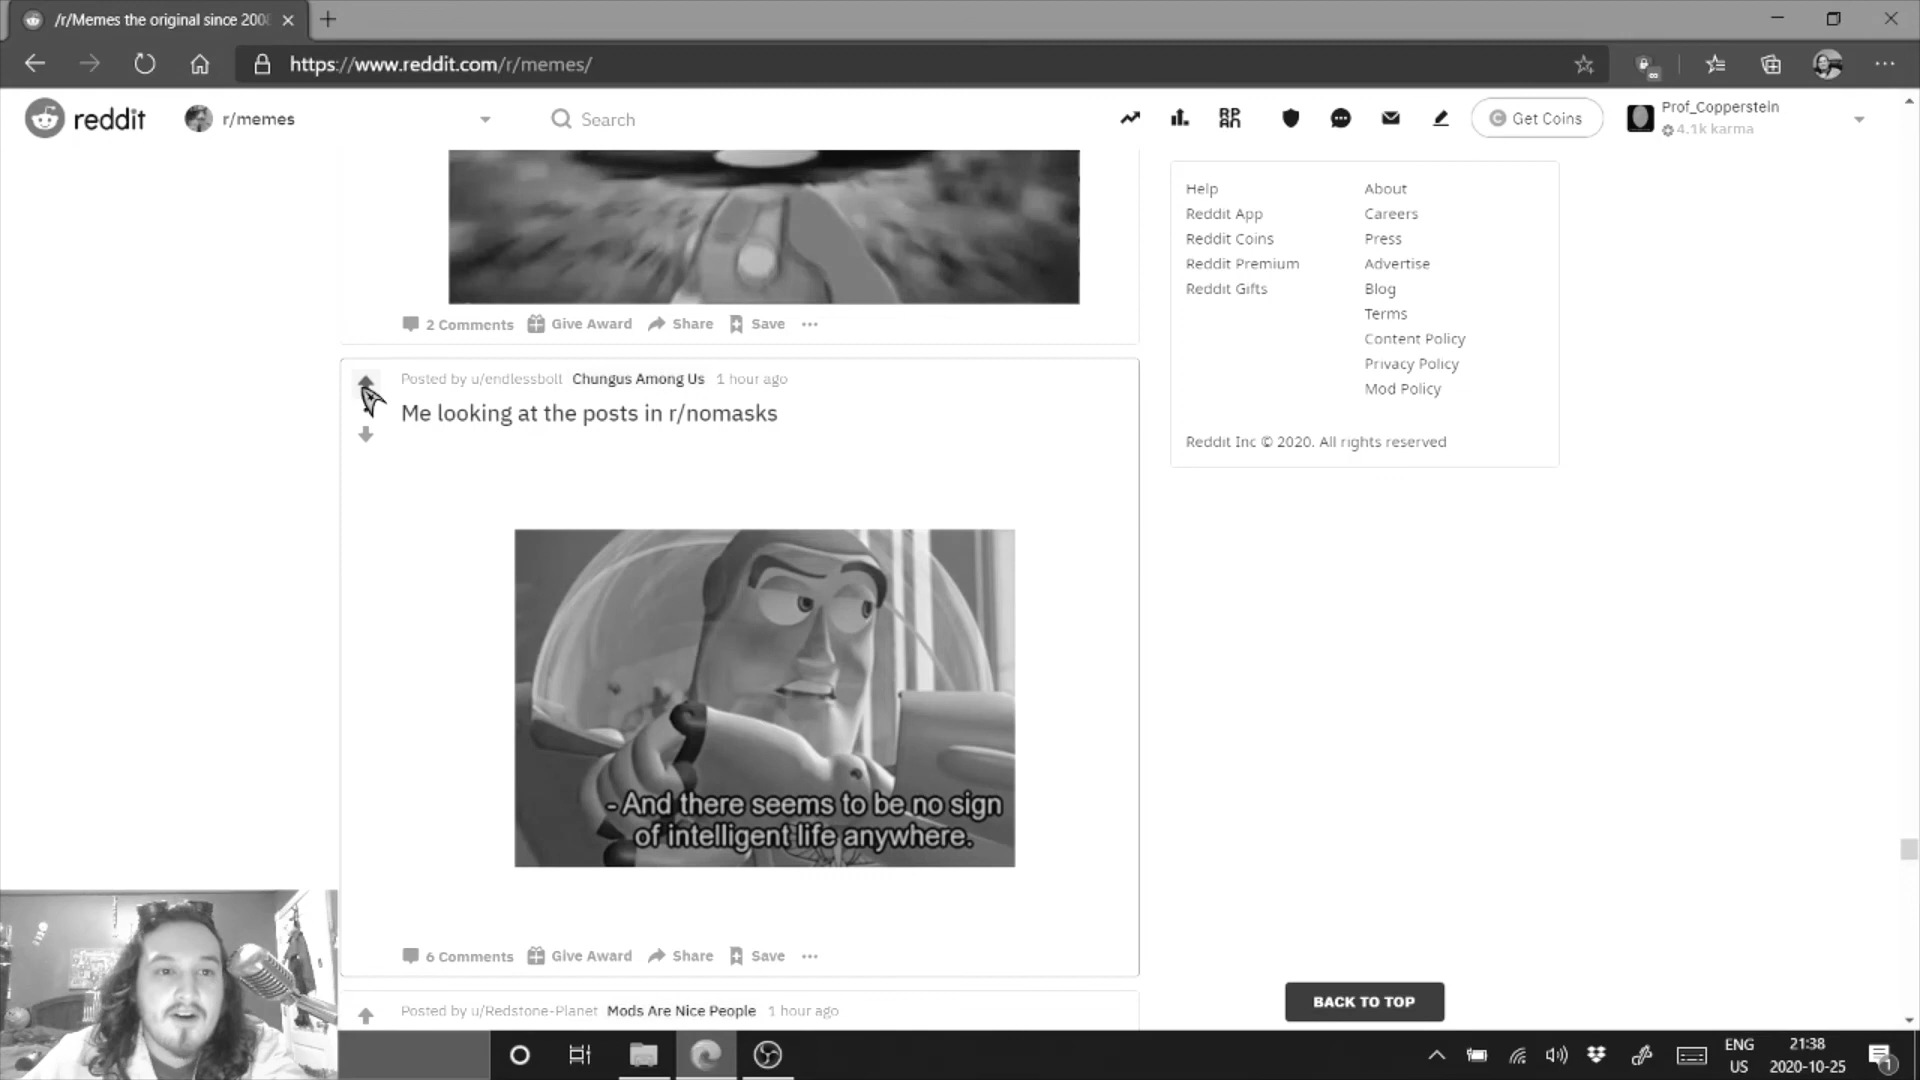 /r/Memes the original since 2008
https://www.reddit.com/r/memes/
reddit
r/memes
Search
RPAN
Get Coins
Prof_Copperstein
4.1k karma
Help
About
Reddit App
Careers
Reddit Coins
Press
Reddit Premium
Advertise
Reddit Gifts
Blog
Terms
Content Policy
Privacy Policy
Mod Policy
Reddit Inc © 2020. All rights reserved
2 Comments Give Award Share Save
Posted by u/endlessbolt Chungus Among Us 1 hour ago
Me looking at the posts in r/nomasks
- And there seems to be no sign
of intelligent life anywhere.
6 Comments Give Award Share Save
BACK TO TOP
Posted by u/Redstone-Planet Mods Are Nice People 1 hour ago
ENG
US
21:38
2020-10-25
1